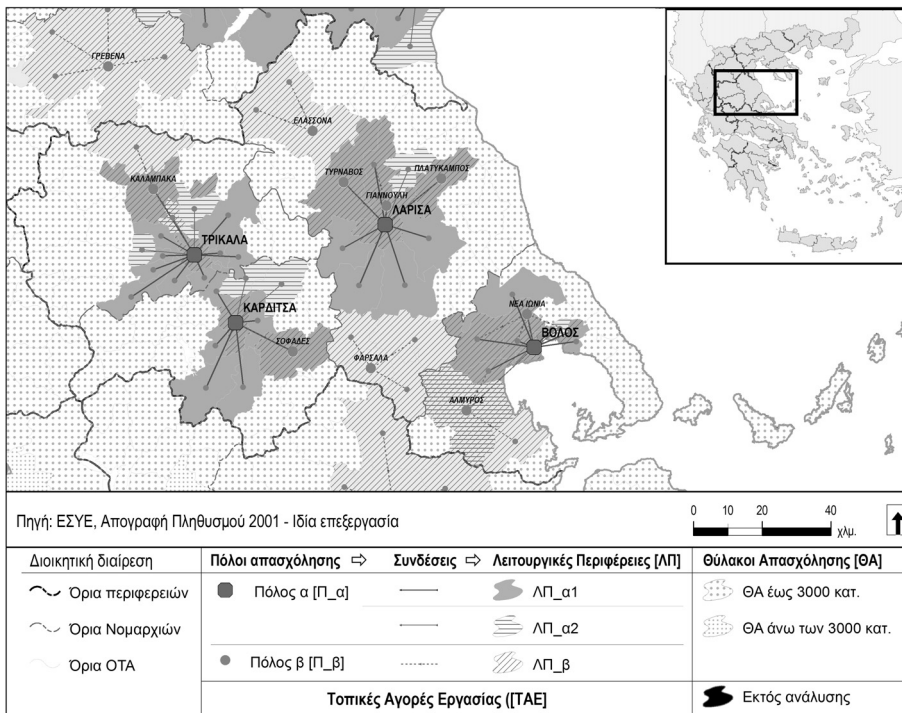 ΓΡΕΒΕΝΑ
ΕΛΑΣΣΟΝΑ
ΚΑΛΑΜΠΑΚΑ
ΤΥΡΝΑΒΟΣ
ΠΛΑΤΥΚΑΜΠΟΣ
ΓΙΑΝΝΟΥΛΗ
ΛΑΡΙΣΑ
ΤΡΙΚΑΛΑ
ΚΑΡΔΙΤΣΑ
ΣΟΦΑΔΕΣ
ΝΕΑ ΙΩΝΙΑ
ΒΟΛΟΣ
ΦΑΡΣΑΛΑ
ΑΛΜΥΡΟΣ
Πηγή: ΕΣΥΕ, Απογραφή Πληθυσμού 2001 - Ιδία επεξεργασία
0 10 20 40
χλμ.
Διοικητική διαίρεση
Όρια περιφερειών
Όρια Νομαρχιών
Όρια ΟΤΑ
Πόλοι απασχόλησης ⇨ Συνδέσεις ⇨ Λειτουργικές Περιφέρειες [ΛΠ]
Πόλος α [Π_α]
ΛΠ_α1
ΛΠ_α2
Πόλος β [Π_β]
ΛΠ_β
Τοπικές Αγορές Εργασίας ([ΤΑΕ]
Θύλακοι Απασχόλησης [ΘΑ]
ΘΑ έως 3000 κατ.
ΘΑ άνω των 3000 κατ.
Εκτός ανάλυσης